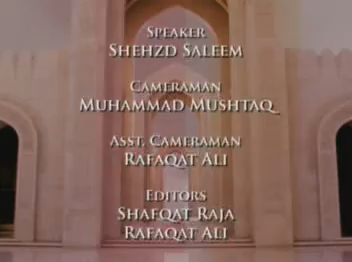 SPEAKER
SHEHZD SALEEM
CAMERAMAN
MUHAMMAD MUSHTAQ
ASST. CAMERAMAN
RAFAQAT ALI
EDITORS
SHAFQAT RAJA
RAFAQAT ALI